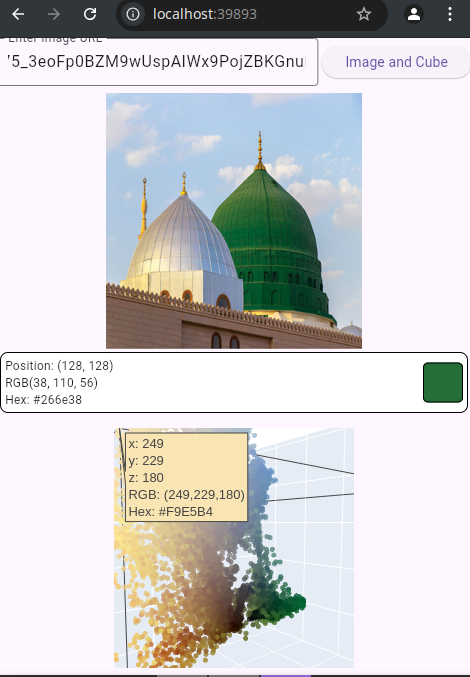 localhost:39893
Enter Image URL
'5_3eoFp0BZM9wUspAIWx9PojZBKGnu
Image and Cube
Position: (128, 128)
RGB(38, 110, 56)
Hex: #266e38
x: 249
y: 229
z: 180
RGB: (249,229,180)
Hex: #F9E5B4